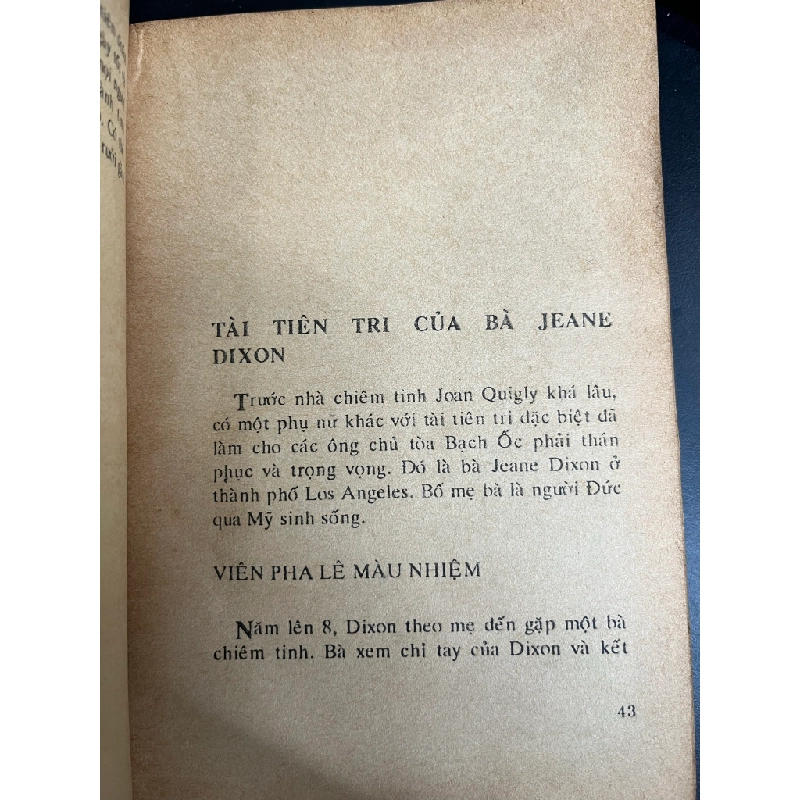 TÀI TIÊN TRI CỦA BÀ JEANE
DIXON
Trước nhà chiêm tinh Joan Quigly khá lâu,
có một phụ nữ khác với tài tiên tri đặc biệt đã
làm cho các ông chủ tòa Bạch Ốc phải thán
phục và trọng vọng. Đó là bà Jeane Dixon ở
thành phố Los Angeles. Bố mẹ bà là người Đức
qua Mỹ sinh sống.
VIÊN PHA LÊ MÀU NHIỆM
Năm lên 8, Dixon theo mẹ đến gặp một bà
chiêm tinh. Bà xem chỉ tay của Dixon và kết
43